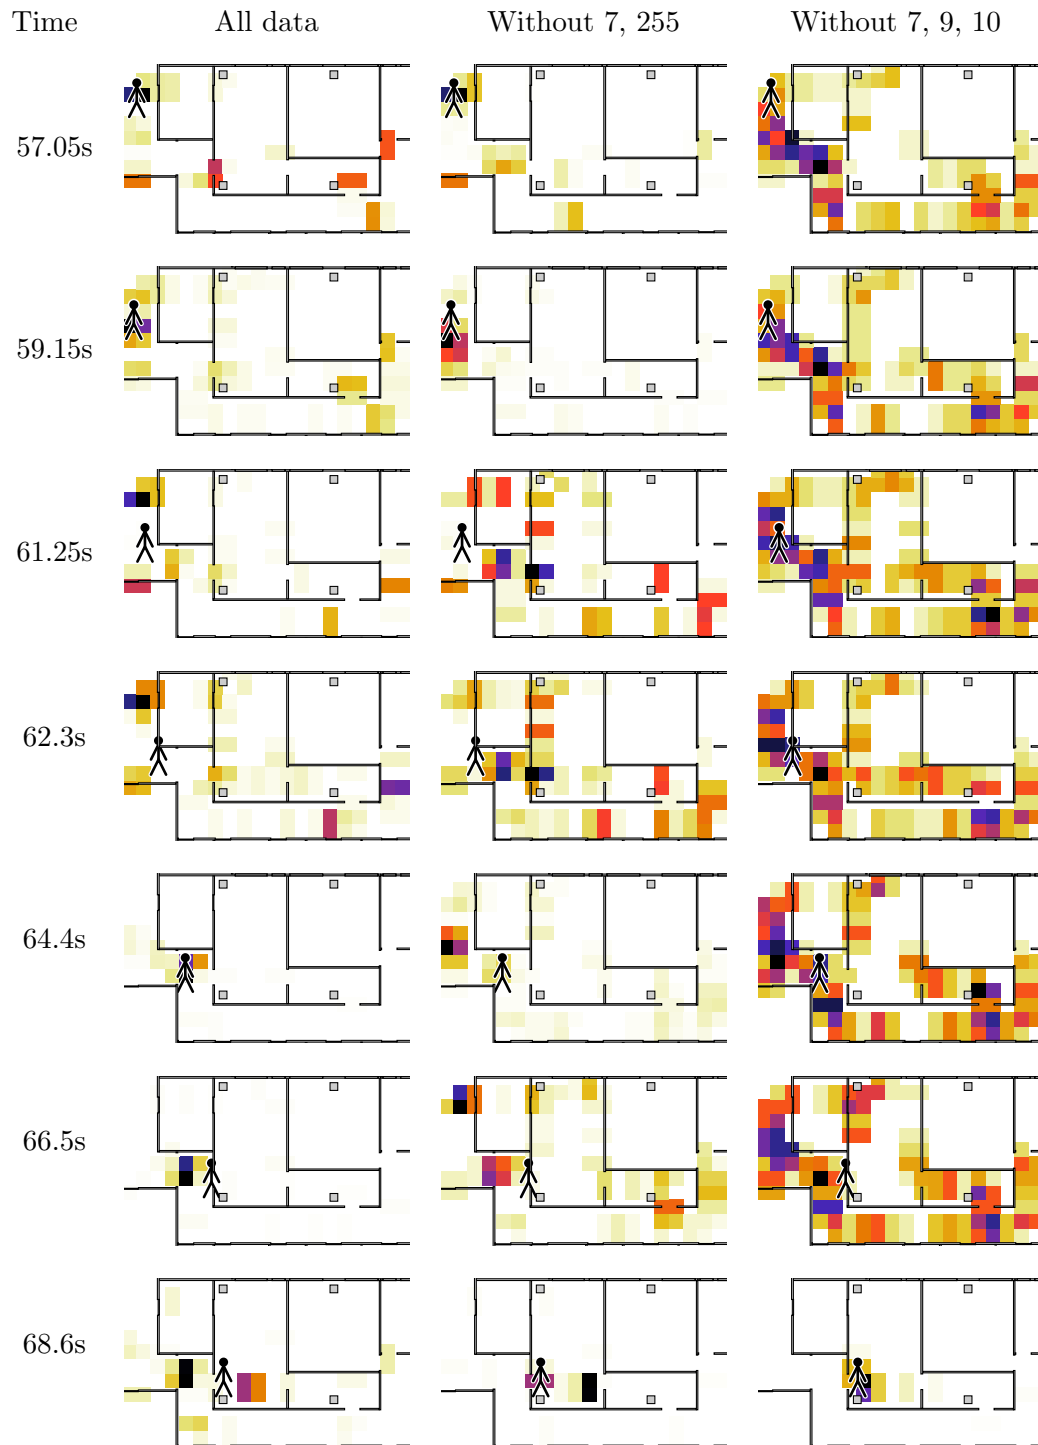 Time All data Without 7, 255 Without 7, 9, 10
57.05s
59.15s
61.25s
62.3s
64.4s
66.5s
68.6s